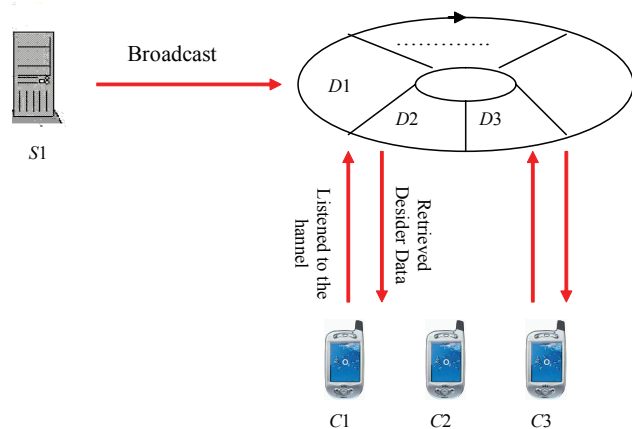 Broadcast
S1
....................
D1
D2
D3
Listened to the
hannel
Retrieved
Desider Data
C1
C2
C3